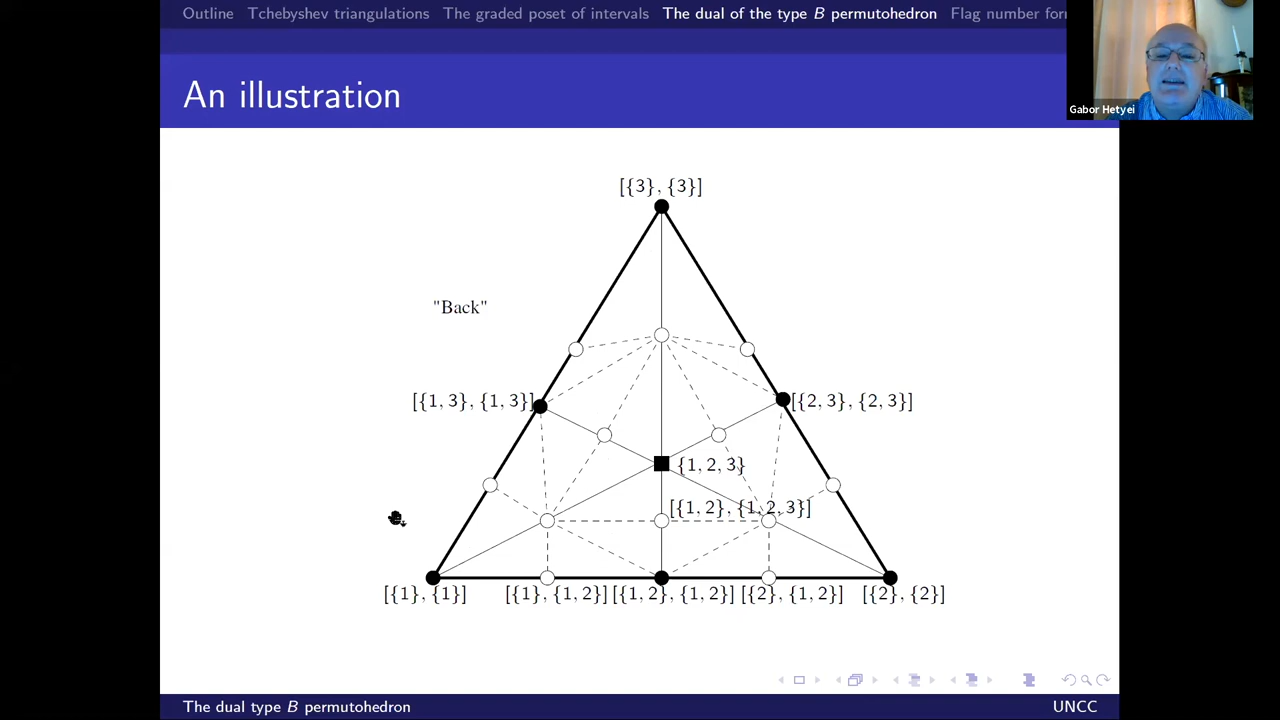 Outline Tchebyshev triangulations The graded poset of intervals The dual of the type B permutohedron Flag number for
Gabor Hetyei
An illustration
[{3}, {3}]
"Back"
[{1, 3}, {1, 3}]
[{2, 3}, {2, 3}]
{1, 2, 3}
[{1, 2}, {1, 2, 3}]
[{1}, {1}] [{1}, {1, 2}] [{1, 2}, {1, 2}] [{2}, {1, 2}] [{2}, {2}]
The dual type B permutohedron UNCC